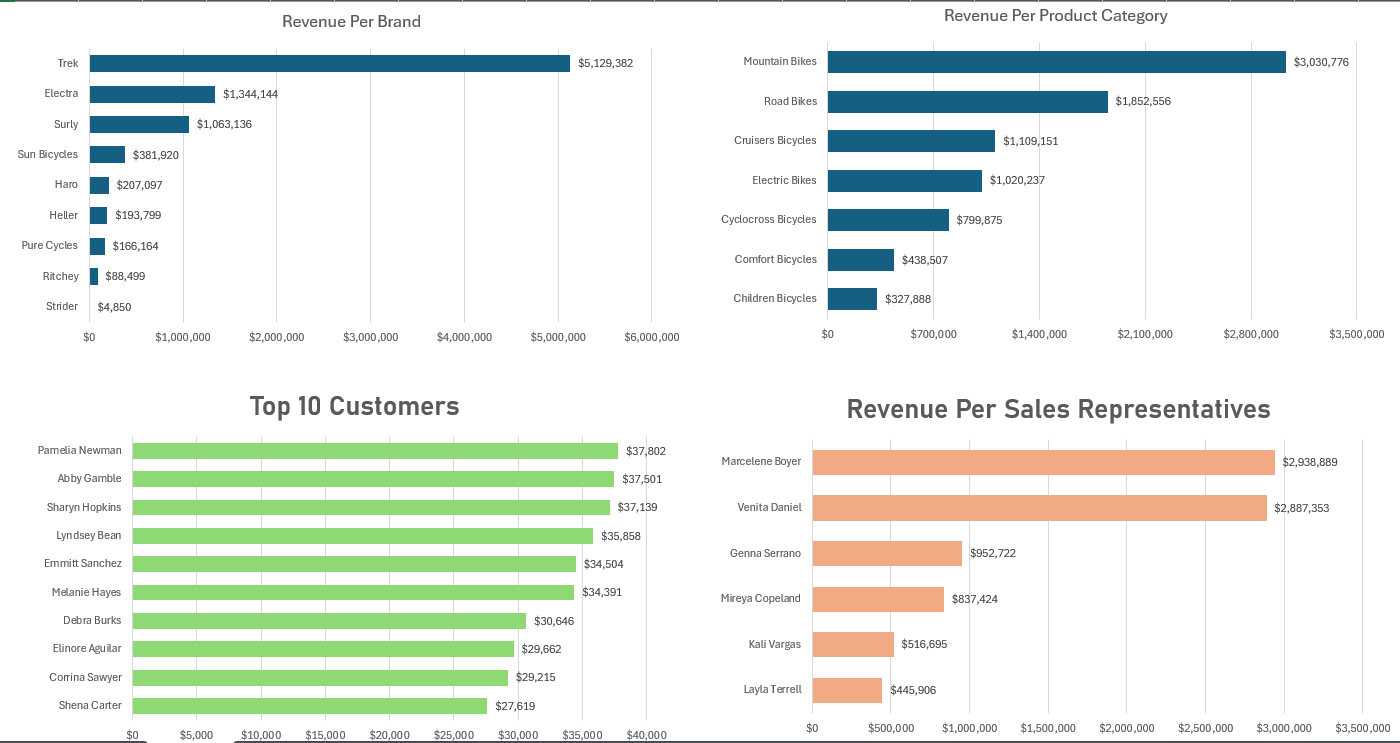 Revenue Per Brand
Trek $5,129,382
Electra $1,344,144
Surly $1,063,136
Sun Bicycles $381,920
Haro $207,097
Heller $193,799
Pure Cycles $166,164
Ritchey $88,499
Strider $4,850
$0 $1,000,000 $2,000,000 $3,000,000 $4,000,000 $5,000,000 $6,000,000
Revenue Per Product Category
Mountain Bikes $3,030,776
Road Bikes $1,852,556
Cruisers Bicycles $1,109,151
Electric Bikes $1,020,237
Cyclocross Bicycles $799,875
Comfort Bicycles $438,507
Children Bicycles $327,888
$0 $700,000 $1,400,000 $2,100,000 $2,800,000 $3,500,000
Top 10 Customers
Pamelia Newman $37,802
Abby Gamble $37,501
Sharyn Hopkins $37,139
Lyndsey Bean $35,858
Emmitt Sanchez $34,504
Melanie Hayes $34,391
Debra Burks $30,646
Elinore Aguilar $29,662
Corrina Sawyer $29,215
Shena Carter $27,619
$0 $5,000 $10,000 $15,000 $20,000 $25,000 $30,000 $35,000 $40,000
Revenue Per Sales Representatives
Marcelene Boyer $2,938,889
Venita Daniel $2,887,353
Genna Serrano $952,722
Mireya Copeland $837,424
Kali Vargas $516,695
Layla Terrell $445,906
$0 $500,000 $1,000,000 $1,500,000 $2,000,000 $2,500,000 $3,000,000 $3,500,000